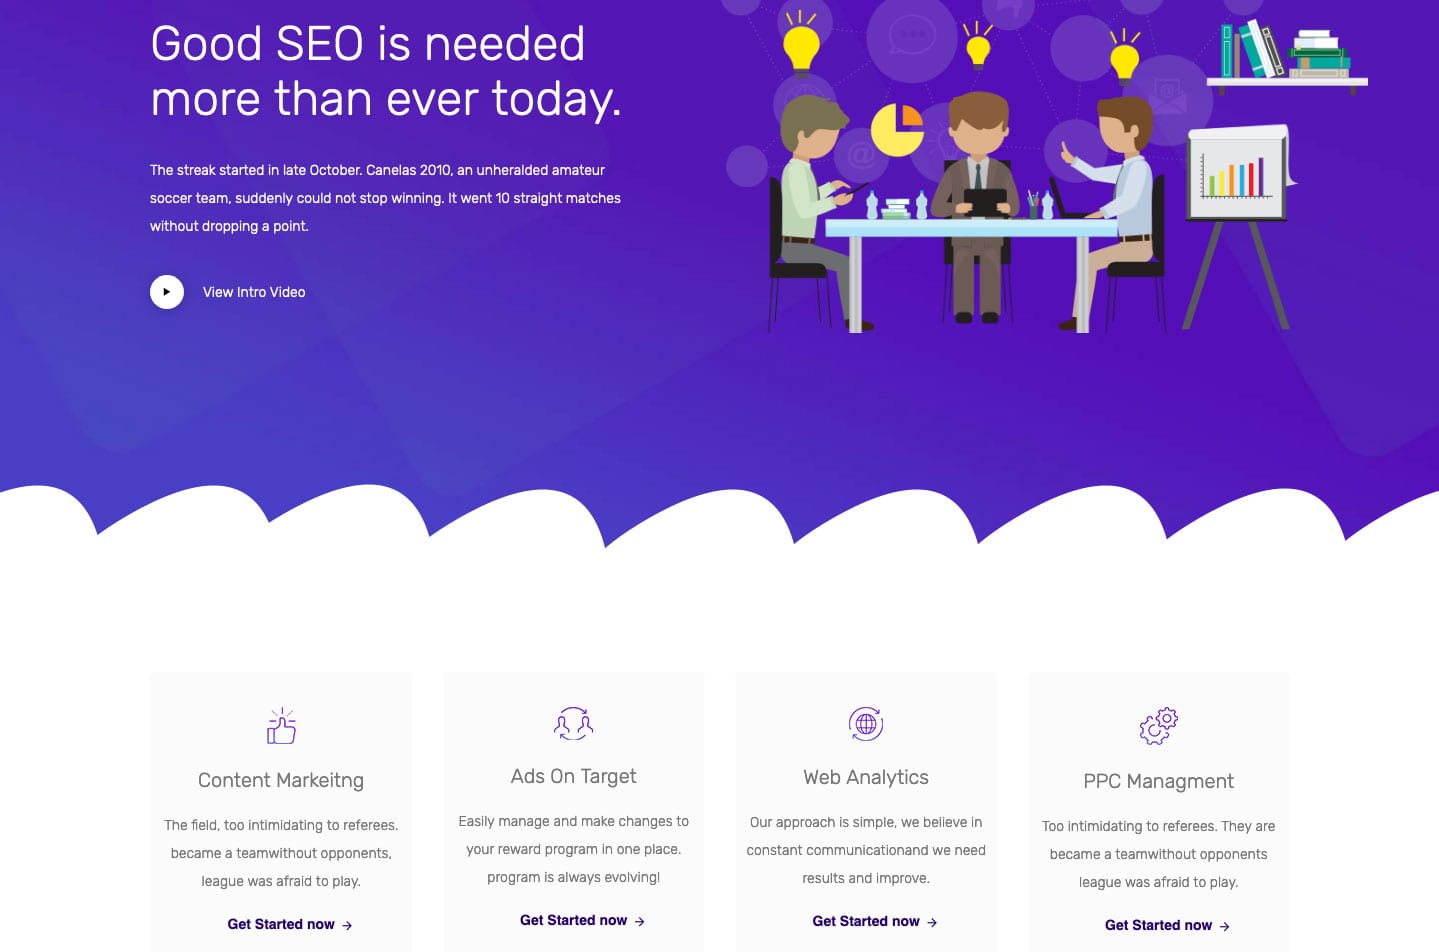 Good SEO is needed
more than ever today.
The streak started in late October. Canelas 2010, an unheralded amateur
soccer team, suddenly could not stop winning. It went 10 straight matches
without dropping a point.
View Intro Video
Content Markeitng
The field, too intimidating to referees.
became a teamwithout opponents,
league was afraid to play.
Get Started now →
Ads On Target
Easily manage and make changes to
your reward program in one place.
program is always evolving!
Get Started now →
Web Analytics
Our approach is simple, we believe in
constant communicationand we need
results and improve.
Get Started now →
PPC Managment
Too intimidating to referees. They are
became a teamwithout opponents
league was afraid to play.
Get Started now →